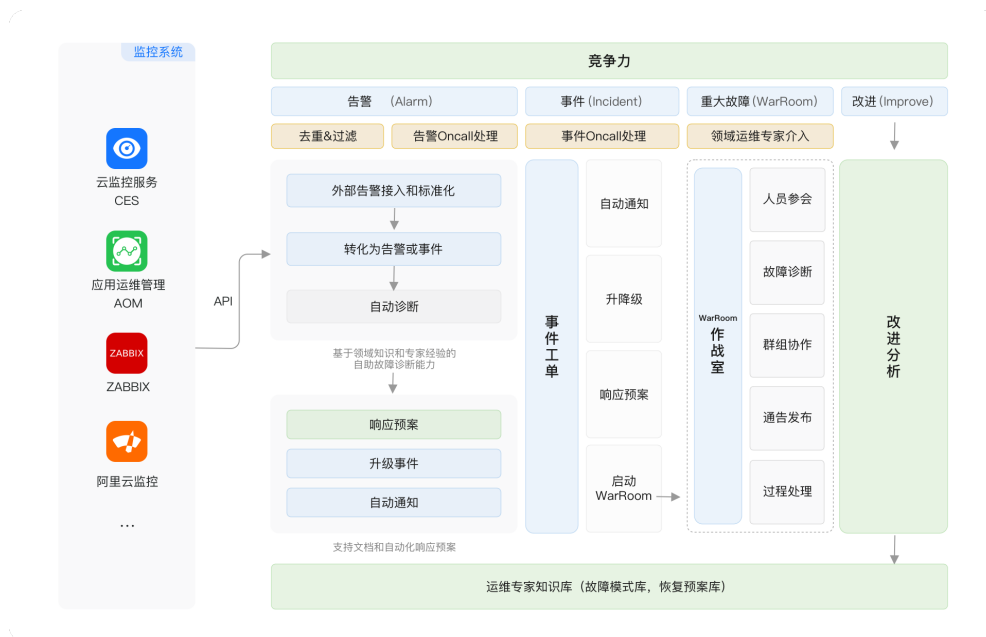 监控系统
云监控服务
CES
应用运维管理
AOM
ZABBIX
ZABBIX
阿里云监控
...
API
竞争力
告警 (Alarm)
事件 (Incident)
重大故障 (WarRoom)
改进 (Improve)
去重&过滤
告警Oncall处理
事件Oncall处理
领域运维专家介入
外部告警接入和标准化
转化为告警或事件
自动诊断
基于领域知识和专家经验的
自助故障诊断能力
响应预案
升级事件
自动通知
支持文档和自动化响应预案
事件工单
自动通知
升降级
响应预案
启动
WarRoom
WarRoom
作战室
人员参会
故障诊断
群组协作
通告发布
过程处理
改进分析
运维专家知识库（故障模式库，恢复预案库）